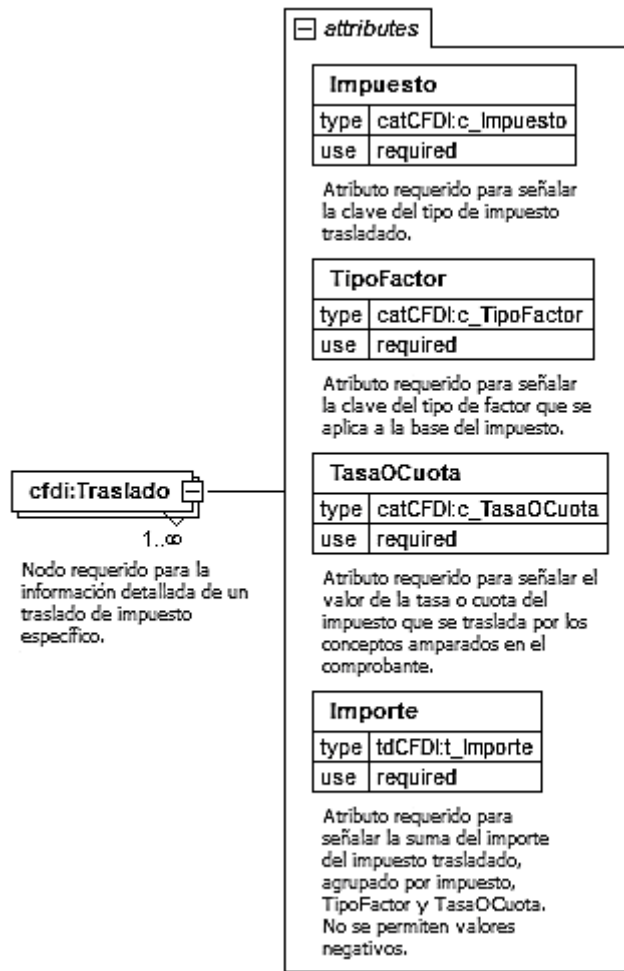 attributes
Impuesto
type catCFDI:c_Impuesto
use required
Atributo requerido para señalar
la clave del tipo de impuesto
trasladado.
TipoFactor
type catCFDI:c_TipoFactor
use required
Atributo requerido para señalar
la clave del tipo de factor que se
aplica a la base del impuesto.
cfdi:Traslado
1..∞
Nodo requerido para la
información detallada de un
traslado de impuesto
específico.
TasaOCuota
type catCFDI:c_TasaOCuota
use required
Atributo requerido para señalar el
valor de la tasa o cuota del
impuesto que se traslada por los
conceptos amparados en el
comprobante.
Importe
type tdCFDI:t_Importe
use required
Atributo requerido para
señalar la suma del importe
del impuesto trasladado,
agrupado por impuesto,
TipoFactor y TasaOCuota.
No se permiten valores
negativos.